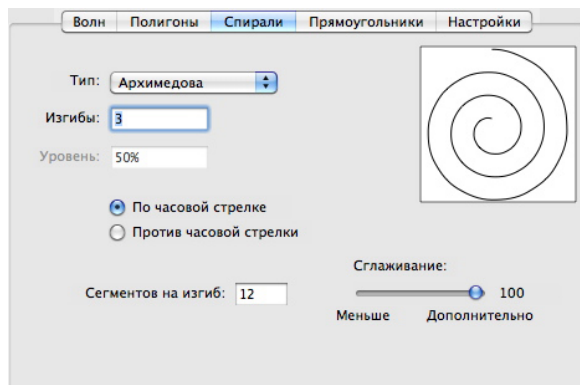 Волн Полигоны Спирали Прямоугольники Настройки
Тип: Архимедова
Изгибы: 3
Уровень: 50%
По часовой стрелке
Против часовой стрелки
Сглаживание:
Сегментов на изгиб: 12
100
Меньше Дополнительно